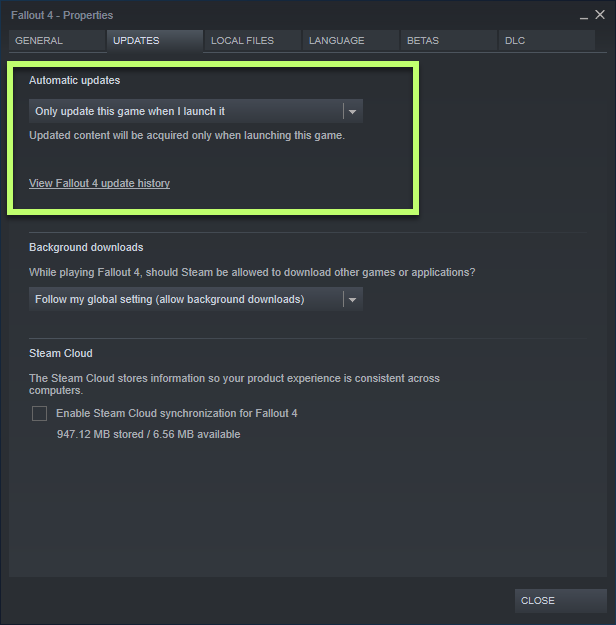 Fallout 4 - Properties
GENERAL
UPDATES
LOCAL FILES
LANGUAGE
BETAS
DLC
Automatic updates
Only update this game when I launch it
Updated content will be acquired only when launching this game.
View Fallout 4 update history
Background downloads
While playing Fallout 4, should Steam be allowed to download other games or applications?
Follow my global setting (allow background downloads)
Steam Cloud
The Steam Cloud stores information so your product experience is consistent across
computers.
Enable Steam Cloud synchronization for Fallout 4
947.12 MB stored / 6.56 MB available
CLOSE